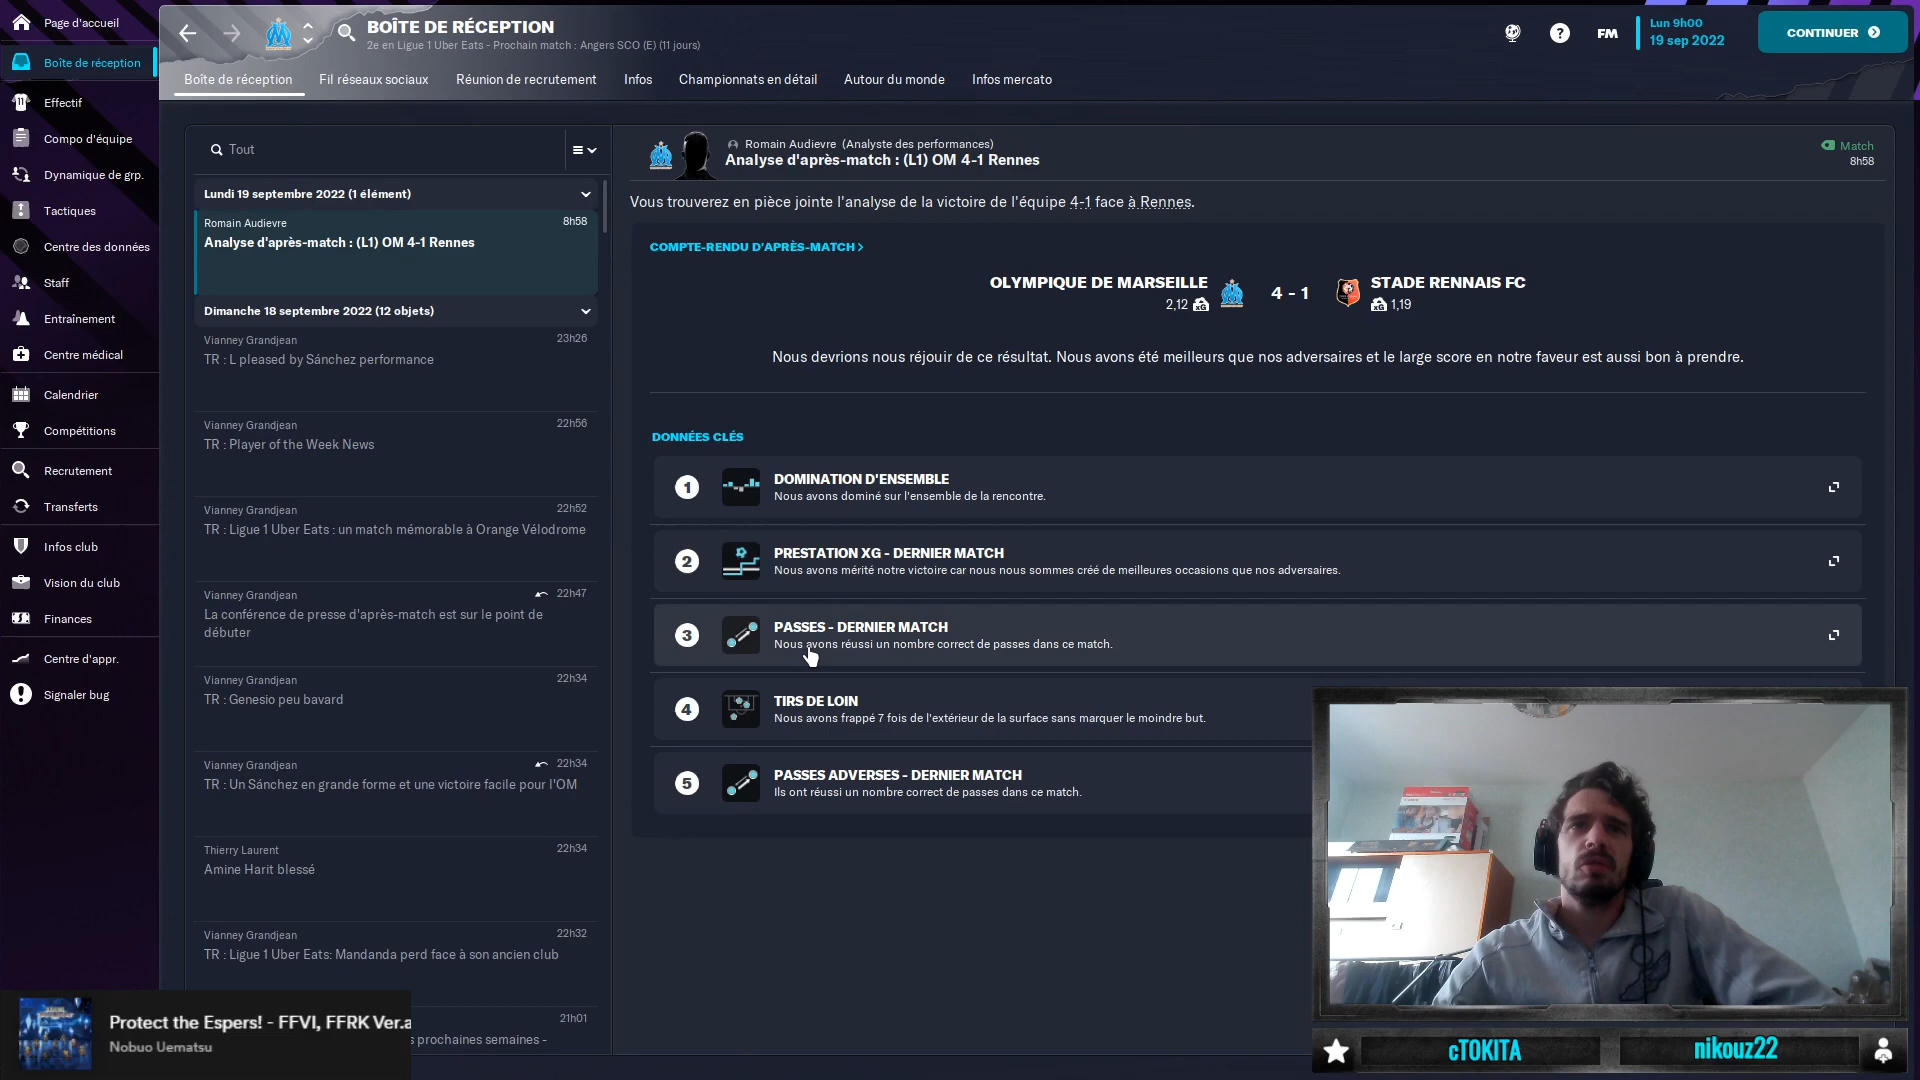 Page d'accueil
Boîte de réception
Effectif
Compo d'équipe
Dynamique de grp.
Tactiques
Centre des données
Staff
Entraînement
Centre médical
Calendrier
Compétitions
Recrutement
Transferts
Infos club
Vision du club
Finances
Centre d'appr.
Signaler bug
BOÎTE DE RÉCEPTION
2e en Ligue 1 Uber Eats - Prochain match : Angers SCO (E) (11 jours)
FM
Lun 9h00
19 sep 2022
CONTINUER
Boîte de réception
Fil réseaux sociaux
Réunion de recrutement
Infos
Championnats en détail
Autour du monde
Infos mercato
Tout
Lundi 19 septembre 2022 (1 élément)
Romain Audievre 8h58
Analyse d'après-match : (L1) OM 4-1 Rennes
Dimanche 18 septembre 2022 (12 objets)
Vianney Grandjean 23h26
TR : L pleased by Sánchez performance
Vianney Grandjean 22h56
TR : Player of the Week News
Vianney Grandjean 22h52
TR : Ligue 1 Uber Eats : un match mémorable à Orange Vélodrome
Vianney Grandjean 22h47
La conférence de presse d'après-match est sur le point de
débuter
Vianney Grandjean 22h34
TR : Genesio peu bavard
Vianney Grandjean 22h34
TR : Un Sánchez en grande forme et une victoire facile pour l'OM
Thierry Laurent 22h34
Amine Harit blessé
Vianney Grandjean 22h32
TR : Ligue 1 Uber Eats: Mandanda perd face à son ancien club
21h01
s prochaines semaines -
Romain Audievre (Analyste des performances)
Analyse d'après-match : (L1) OM 4-1 Rennes
Match
8h58
Vous trouverez en pièce jointe l'analyse de la victoire de l'équipe 4-1 face à Rennes.
COMPTE-RENDU D'APRÈS-MATCH >
OLYMPIQUE DE MARSEILLE 4 - 1 STADE RENNAIS FC
2,12 xG xG 1,19
Nous devrions nous réjouir de ce résultat. Nous avons été meilleurs que nos adversaires et le large score en notre faveur est aussi bon à prendre.
DONNÉES CLÉS
1 DOMINATION D'ENSEMBLE
Nous avons dominé sur l'ensemble de la rencontre.
2 PRESTATION XG - DERNIER MATCH
Nous avons mérité notre victoire car nous nous sommes créé de meilleures occasions que nos adversaires.
3 PASSES - DERNIER MATCH
Nous avons réussi un nombre correct de passes dans ce match.
4 TIRS DE LOIN
Nous avons frappé 7 fois de l'extérieur de la surface sans marquer le moindre but.
5 PASSES ADVERSES - DERNIER MATCH
Ils ont réussi un nombre correct de passes dans ce match.
Protect the Espers! - FFVI, FFRK Ver.a
Nobuo Uematsu
cTOKITA
nikouz22